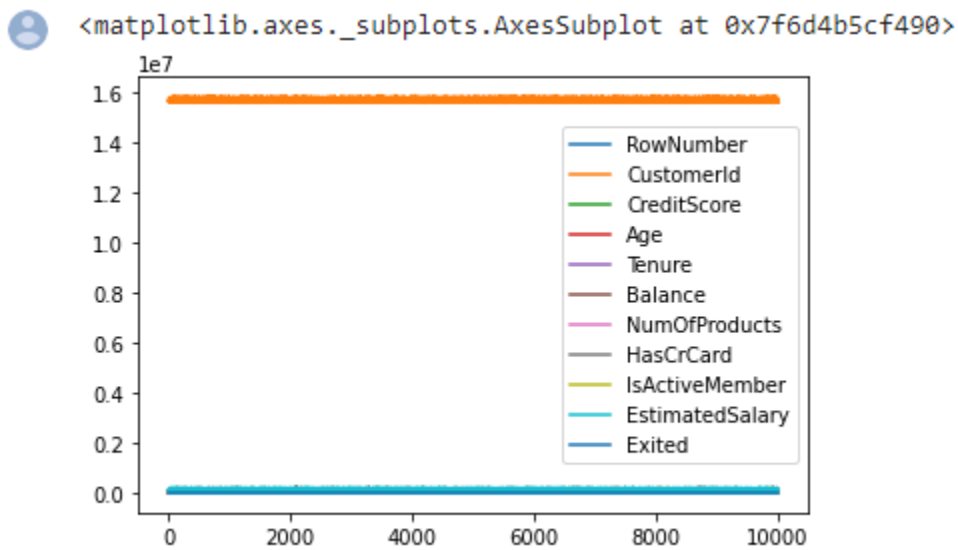 <matplotlib.axes._subplots.AxesSubplot at 0x7f6d4b5cf490>
1e7
1.6
1.4
1.2
1.0
0.8
0.6
0.4
0.2
0.0
RowNumber
CustomerId
CreditScore
Age
Tenure
Balance
NumOfProducts
HasCrCard
IsActiveMember
EstimatedSalary
Exited
0 2000 4000 6000 8000 10000